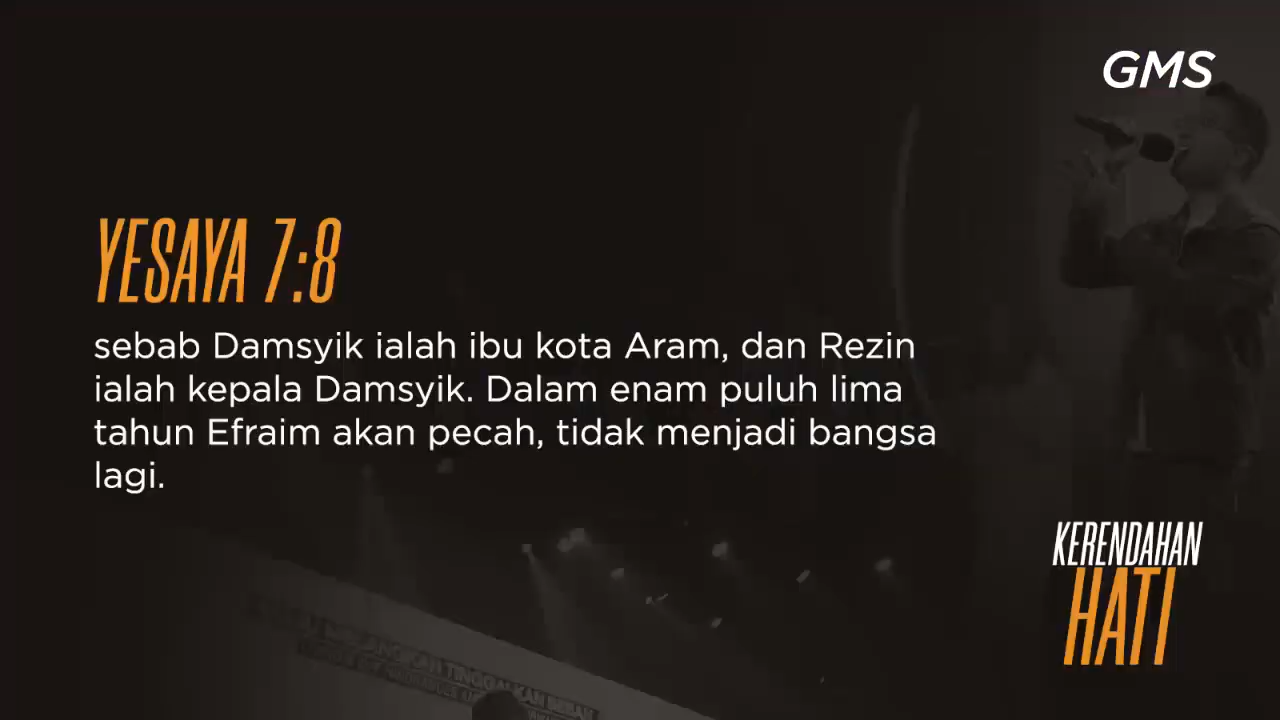 GMS
YESAYA 7:8
sebab Damsyik ialah ibu kota Aram, dan Rezin
ialah kepala Damsyik. Dalam enam puluh lima
tahun Efraim akan pecah, tidak menjadi bangsa
lagi.
KERENDAHAN
HATI